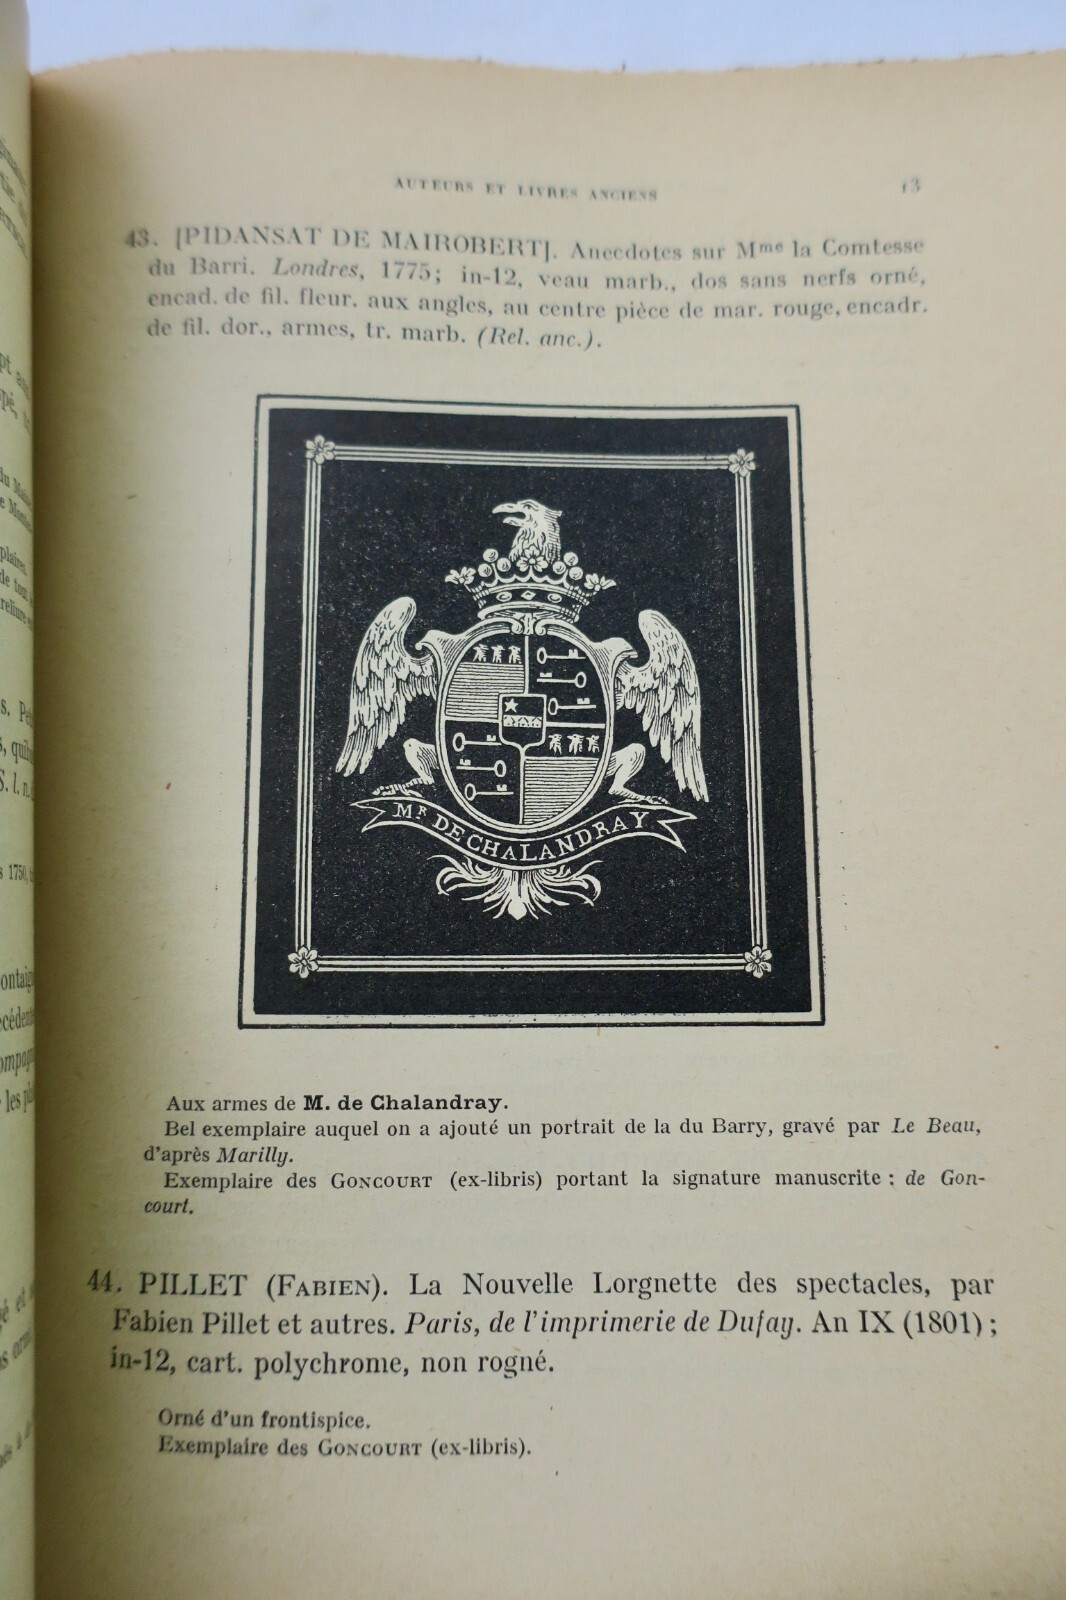 AUTEURS ET LIVRES ANCIENS 13
43. [PIDANSAT DE MAIROBERT]. Anecdotes sur Mme la Comtesse
du Barri. Londres, 1775; in-12, veau marb., dos sans nerfs orné,
encad. de fil. fleur. aux angles, au centre pièce de mar. rouge, encadr.
de fil. dor., armes, tr. marb. (Rel. anc.).
MR DE CHALANDRAY
Aux armes de M. de Chalandray.
Bel exemplaire auquel on a ajouté un portrait de la du Barry, gravé par Le Beau,
d'après Marilly.
Exemplaire des GONCOURT (ex-libris) portant la signature manuscrite : de Gon-
court.
44. PILLET (FABIEN). La Nouvelle Lorgnette des spectacles, par
Fabien Pillet et autres. Paris, de l'imprimerie de Dufay. An IX (1801) ;
in-12, cart. polychrome, non rogné.
Orné d'un frontispice.
Exemplaire des GONCOURT (ex-libris).